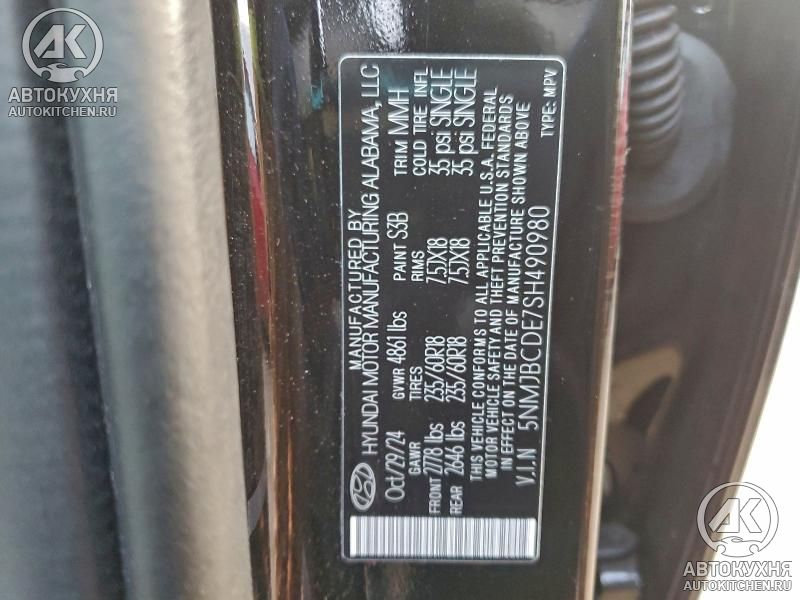 AK
АВТОКУХНЯ
AUTOKITCHEN.RU
MANUFACTURED BY
HYUNDAI MOTOR MANUFACTURING ALABAMA, LLC
Oct/29/24 GVWR 4861 lbs PAINT S3B TRIM MMH
GAWR TIRES RIMS COLD TIRE INFL
FRONT 2778 lbs 235/60R18 7.5JX18 35 psi SINGLE
REAR 2646 lbs 235/60R18 7.5JX18 35 psi SINGLE
THIS VEHICLE CONFORMS TO ALL APPLICABLE U.S.A. FEDERAL
MOTOR VEHICLE SAFETY AND THEFT PREVENTION STANDARDS
IN EFFECT ON THE DATE OF MANUFACTURE SHOWN ABOVE
V.I.N 5NMJBCDE7SH490980 TYPE: MPV
AK
АВТОКУХНЯ
AUTOKITCHEN.RU